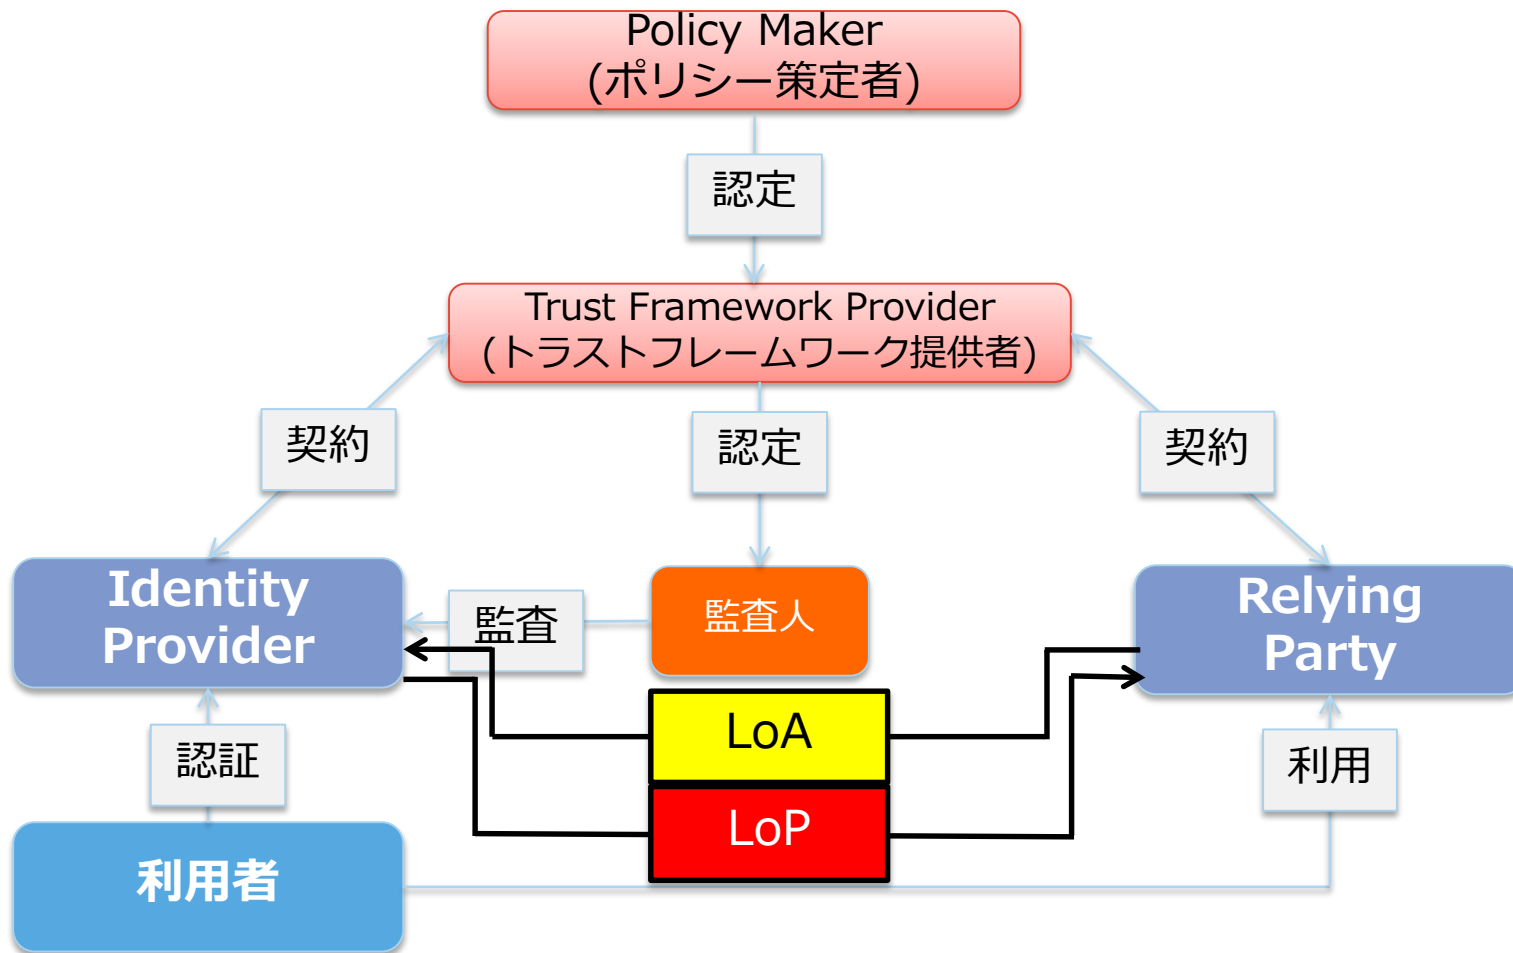 Policy Maker
(ポリシー策定者)
認定
Trust Framework Provider
(トラストフレームワーク提供者)
契約
認定
契約
Identity
Provider
監査
監査人
Relying
Party
LoA
認証
利用
LoP
利用者